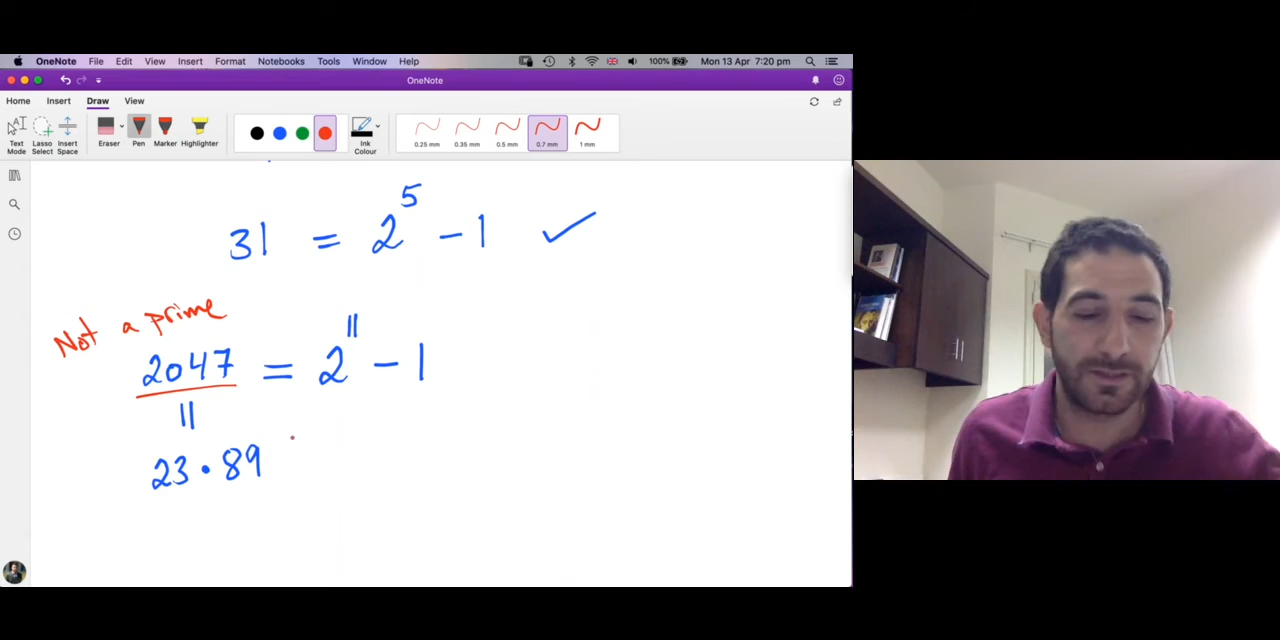 OneNote File Edit View Insert Format Notebooks Tools Window Help 100% Mon 13 Apr 7:20 pm
OneNote
Home Insert Draw View
Text Mode Lasso Select Insert Space Eraser Pen Marker Highlighter Ink Colour 0.25 mm 0.35 mm 0.5 mm 0.7 mm 1 mm
31 = 2^5 - 1 ✓
Not a prime
2047 = 2^11 - 1
||
23 · 89